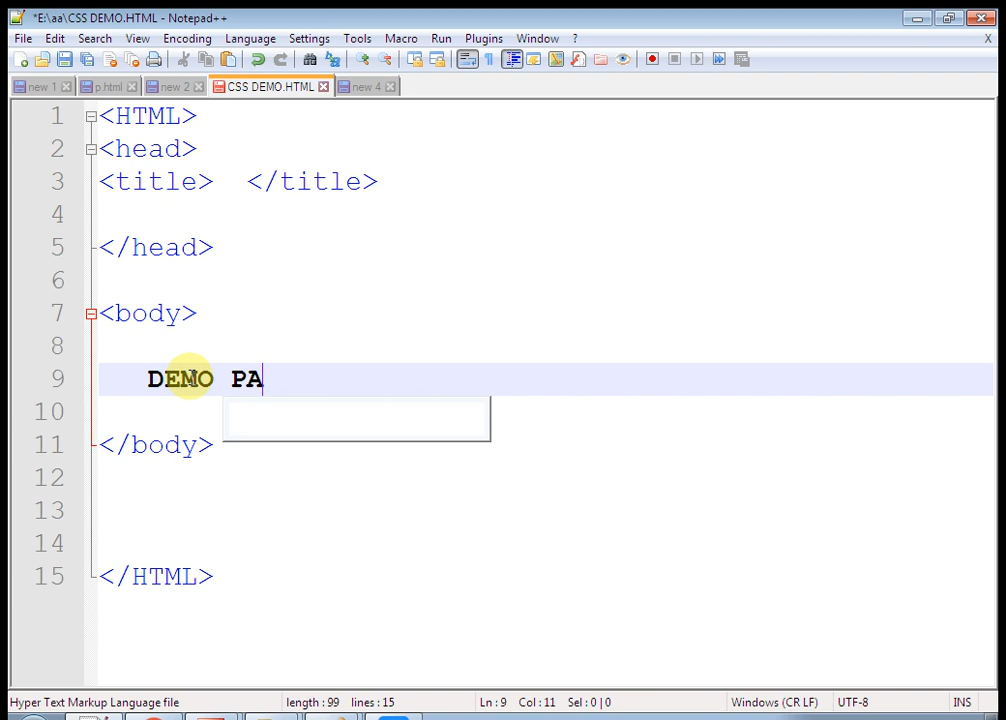 *E:\aa\CSS DEMO.HTML - Notepad++
File Edit Search View Encoding Language Settings Tools Macro Run Plugins Window ? X
new 1 p.html new 2 CSS DEMO.HTML new 4
1 <HTML>
2 <head>
3 <title> </title>
4
5 </head>
6
7 <body>
8
9 DEMO PA
10
11 </body>
12
13
14
15 </HTML>
Hyper Text Markup Language file length : 99 lines : 15 Ln : 9 Col : 11 Sel : 0 | 0 Windows (CR LF) UTF-8 INS